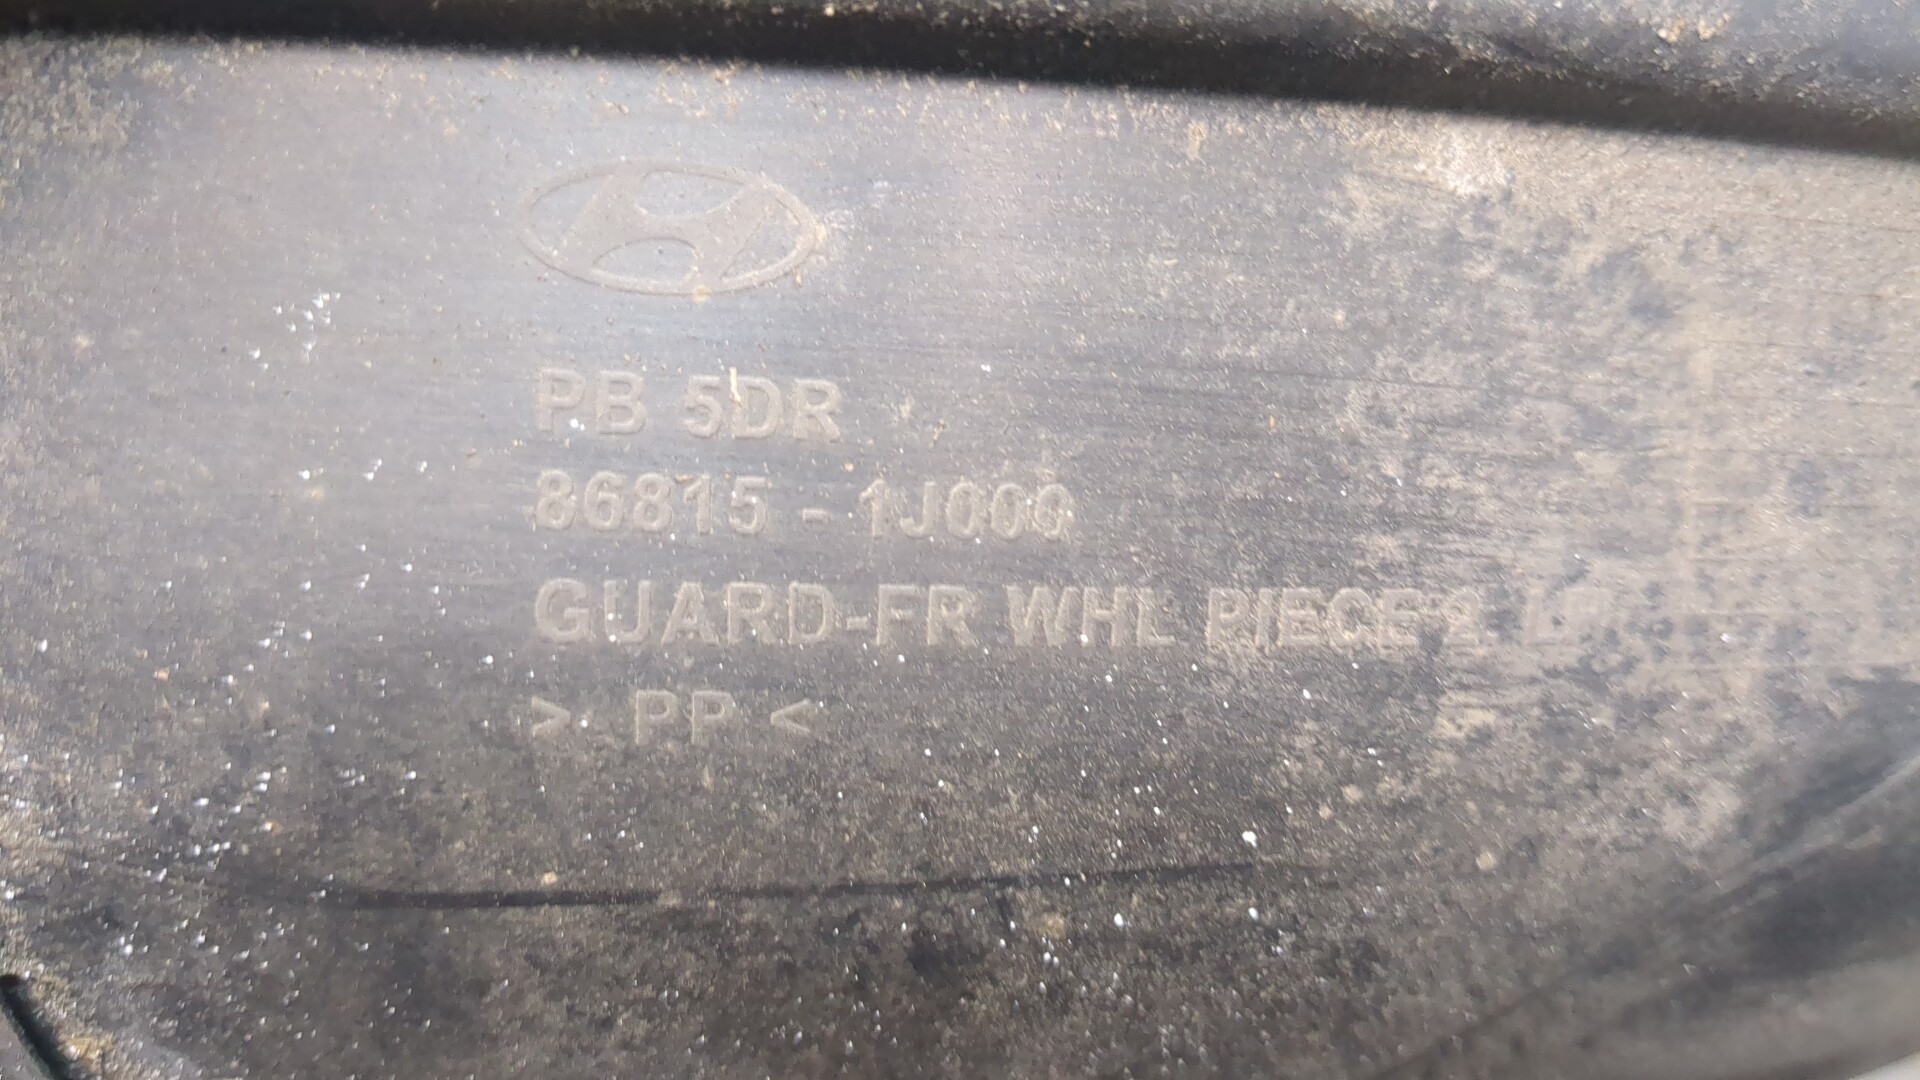 PB 5DR
86815 - 1J000
GUARD-FR WHL PIECE
> PP <